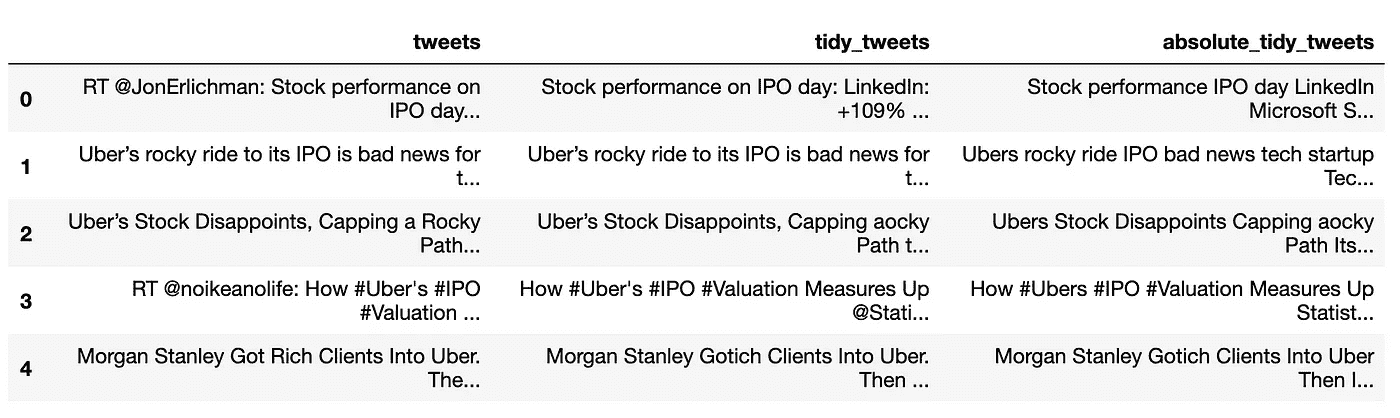 tweets tidy_tweets absolute_tidy_tweets
0 RT @JonErlichman: Stock performance on IPO day... Stock performance on IPO day: LinkedIn: +109% ... Stock performance IPO day LinkedIn Microsoft S...
1 Uber’s rocky ride to its IPO is bad news for t... Uber’s rocky ride to its IPO is bad news for t... Ubers rocky ride IPO bad news tech startup Tec...
2 Uber’s Stock Disappoints, Capping a Rocky Path... Uber’s Stock Disappoints, Capping aocky Path t... Ubers Stock Disappoints Capping aocky Path Its...
3 RT @noikeanolife: How #Uber's #IPO #Valuation ... How #Uber's #IPO #Valuation Measures Up @Stati... How #Ubers #IPO #Valuation Measures Up Statist...
4 Morgan Stanley Got Rich Clients Into Uber. The... Morgan Stanley Gotich Clients Into Uber. Then ... Morgan Stanley Gotich Clients Into Uber Then I...